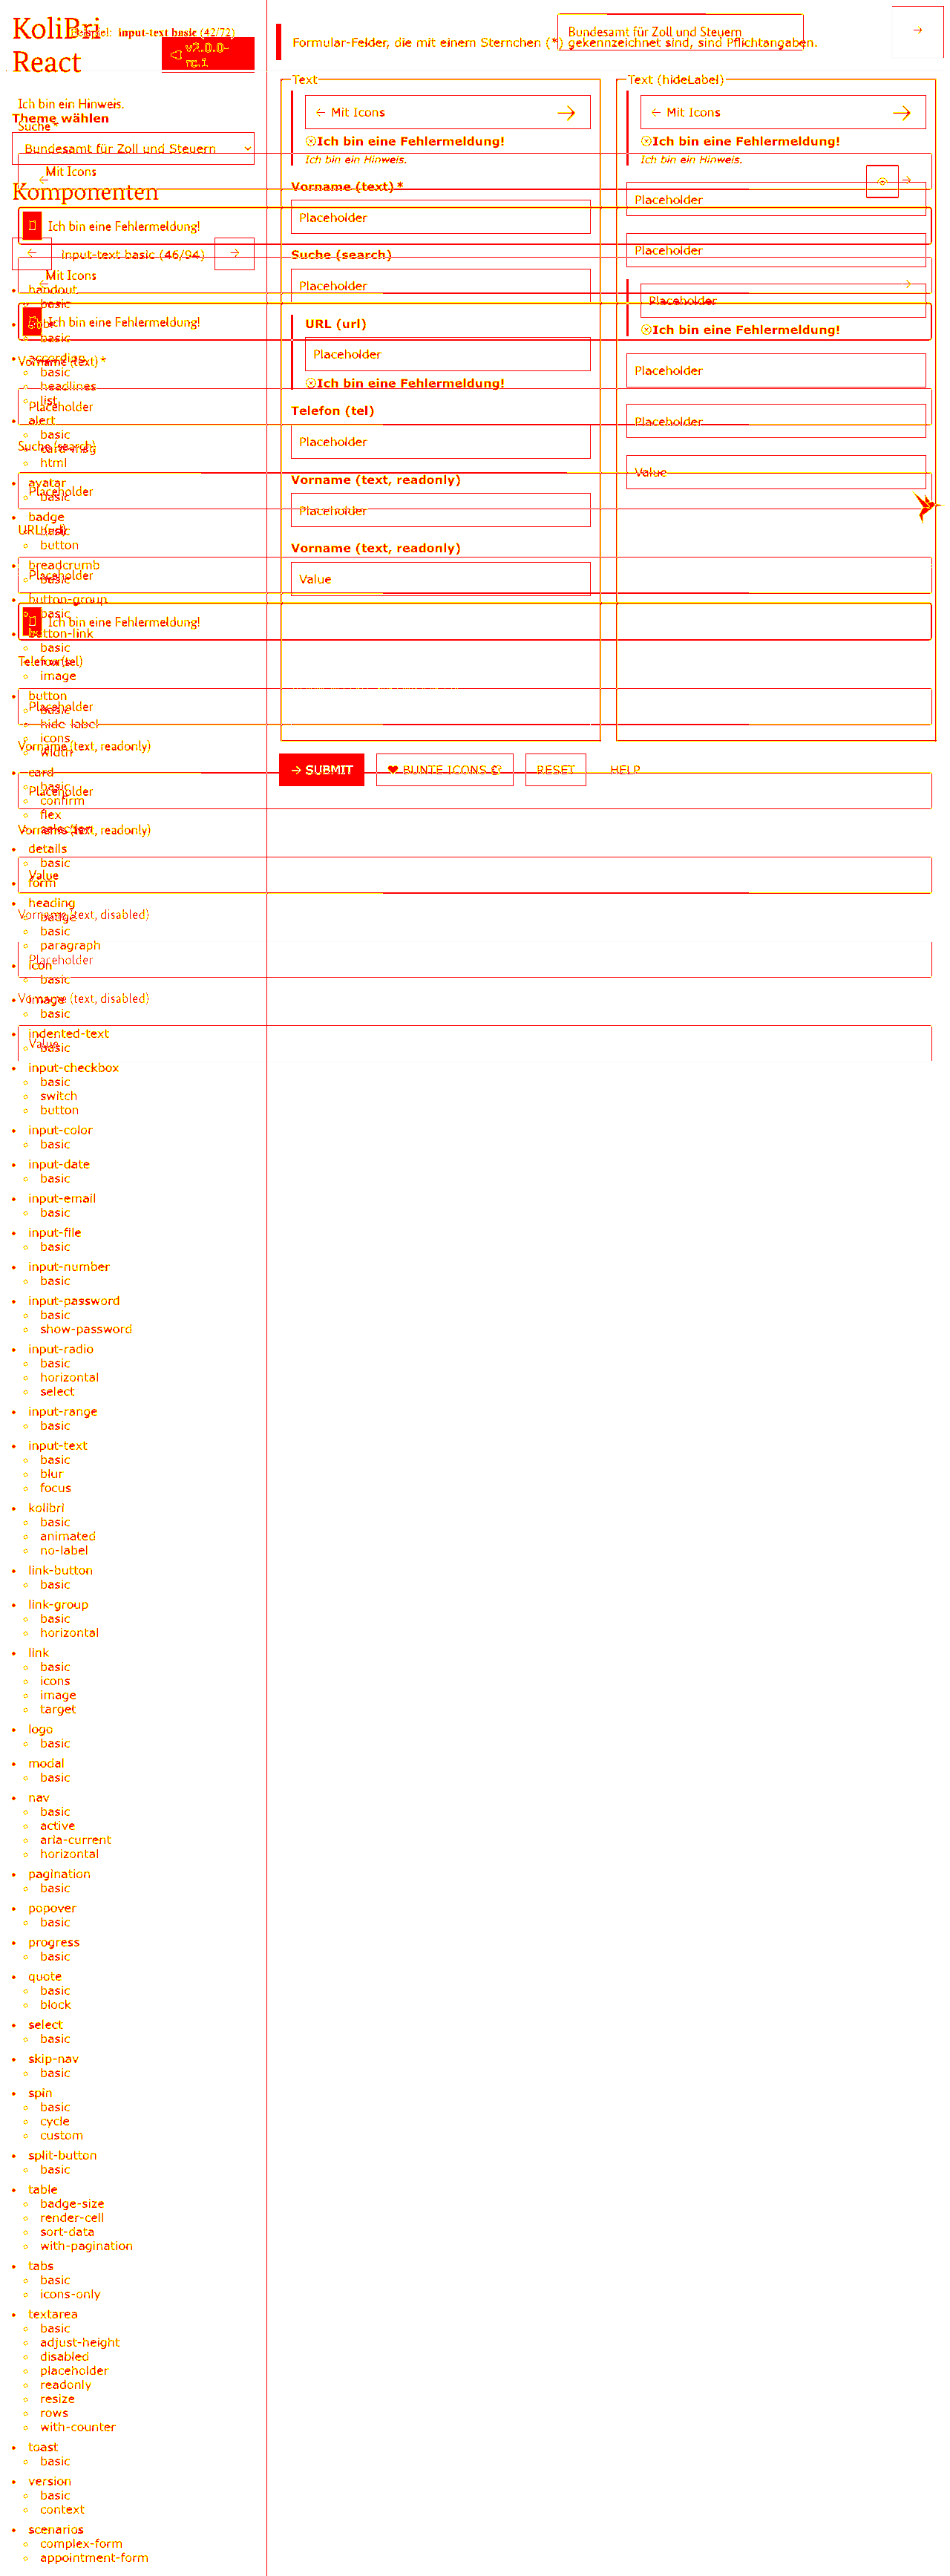 KoliBri
React
Beispiel: input-text basic (42/72)
v2.0.0-
rc.1
Bundesamt für Zoll und Steuern
Formular-Felder, die mit einem Sternchen (*) gekennzeichnet sind, sind Pflichtangaben.
Ich bin ein Hinweis.
Theme wählen
Suche *
Bundesamt für Zoll und Steuern
Mit Icons
Komponenten
Ich bin eine Fehlermeldung!
input-text basic (46/94)
Mit Icons
Ich bin eine Fehlermeldung!
Vorname (text) *
Placeholder
Suche (search)
Placeholder
URL (url)
Placeholder
Ich bin eine Fehlermeldung!
Telefon (tel)
Placeholder
Vorname (text, readonly)
Placeholder
Vorname (text, readonly)
Value
Vorname (text, disabled)
Placeholder
Vorname (text, disabled)
Value
handout
basic
abbr
basic
accordion
basic
headlines
list
alert
basic
card-msg
html
avatar
basic
badge
basic
button
breadcrumb
basic
button-group
basic
button-link
basic
icons
image
button
basic
hide-label
icons
width
card
basic
confirm
flex
selection
details
basic
form
heading
badge
basic
paragraph
icon
basic
image
basic
indented-text
basic
input-checkbox
basic
switch
button
input-color
basic
input-date
basic
input-email
basic
input-file
basic
input-number
basic
input-password
basic
show-password
input-radio
basic
horizontal
select
input-range
basic
input-text
basic
blur
focus
kolibri
basic
animated
no-label
link-button
basic
link-group
basic
horizontal
link
basic
icons
image
target
logo
basic
modal
basic
nav
basic
active
aria-current
horizontal
pagination
basic
popover
basic
progress
basic
quote
basic
block
select
basic
skip-nav
basic
spin
basic
cycle
custom
split-button
basic
table
badge-size
render-cell
sort-data
with-pagination
tabs
basic
icons-only
textarea
basic
adjust-height
disabled
placeholder
readonly
resize
rows
with-counter
toast
basic
version
basic
context
scenarios
complex-form
appointment-form
Text
Mit Icons
Ich bin eine Fehlermeldung!
Ich bin ein Hinweis.
Vorname (text) *
Placeholder
Suche (search)
Placeholder
URL (url)
Placeholder
Ich bin eine Fehlermeldung!
Telefon (tel)
Placeholder
Vorname (text, readonly)
Placeholder
Vorname (text, readonly)
Value
Text (hideLabel)
Mit Icons
Ich bin eine Fehlermeldung!
Ich bin ein Hinweis.
Placeholder
Placeholder
Placeholder
Ich bin eine Fehlermeldung!
Placeholder
Placeholder
Value
SUBMIT
BUNTE ICONS
RESET
HELP